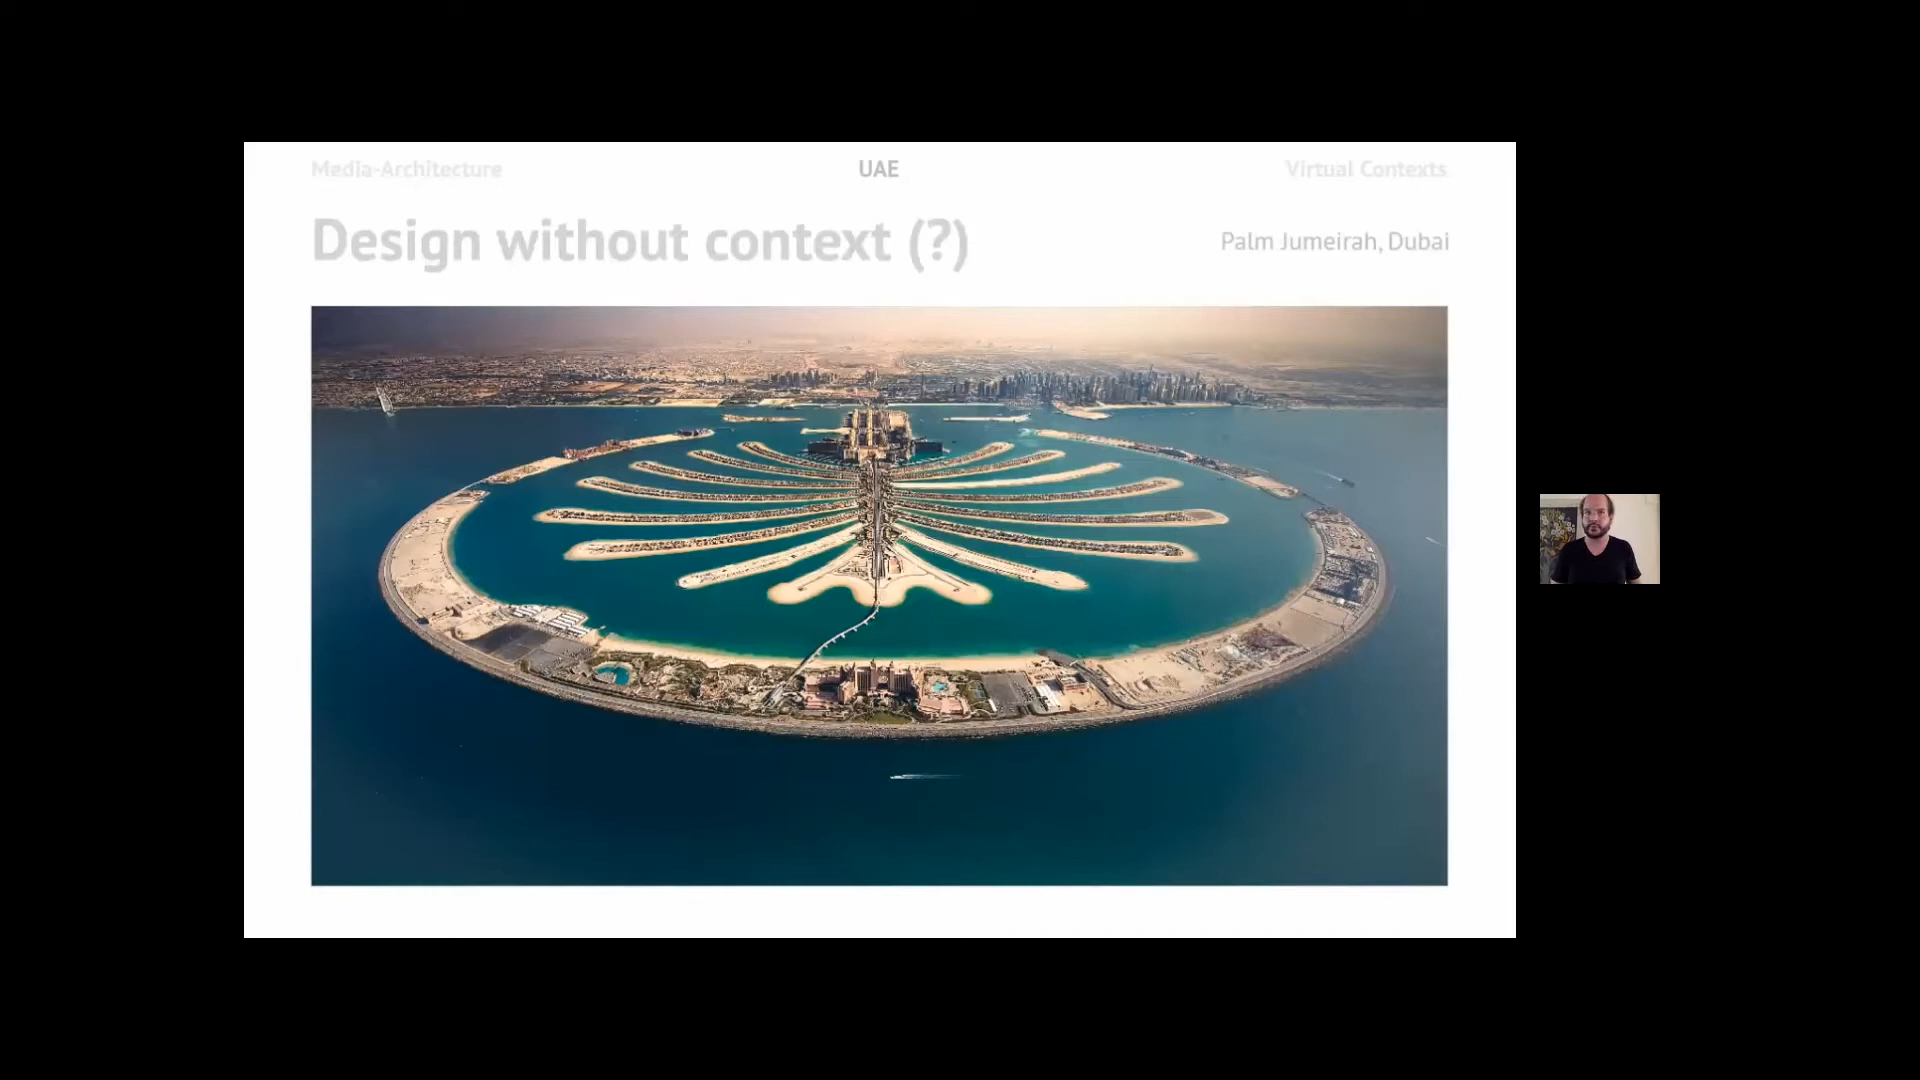 Media-Architecture
UAE
Virtual Contexts
Design without context (?)
Palm Jumeirah, Dubai